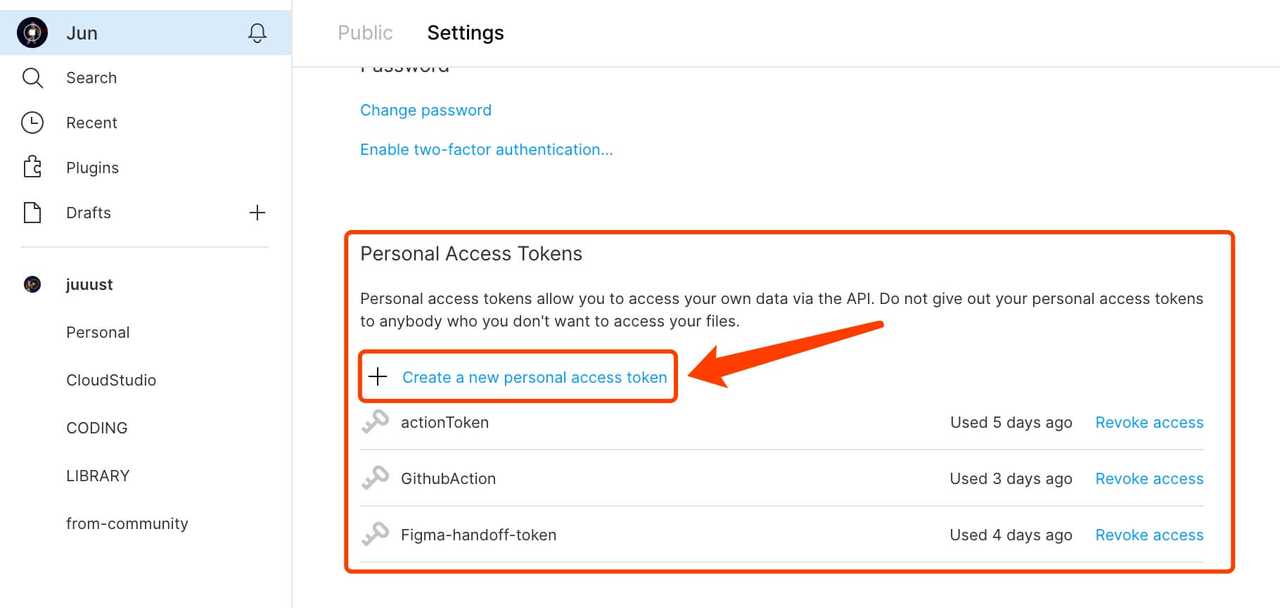 Jun
Search
Recent
Plugins
Drafts
juuust
Personal
CloudStudio
CODING
LIBRARY
from-community
Public Settings
Password
Change password
Enable two-factor authentication...
Personal Access Tokens
Personal access tokens allow you to access your own data via the API. Do not give out your personal access tokens
to anybody who you don't want to access your files.
Create a new personal access token
actionToken Used 5 days ago Revoke access
GithubAction Used 3 days ago Revoke access
Figma-handoff-token Used 4 days ago Revoke access